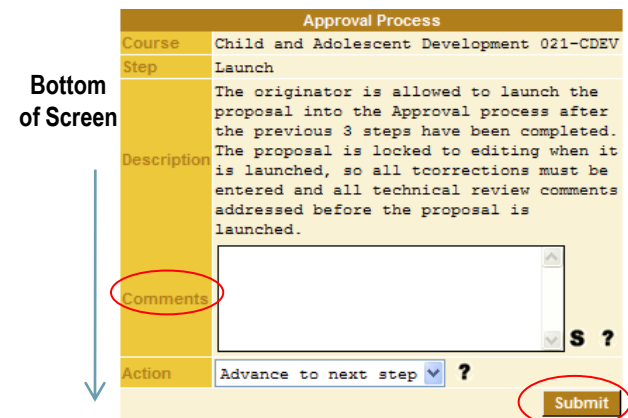 Approval Process
Course Child and Adolescent Development 021-CDEV
Step Launch
Bottom
of Screen
Description
The originator is allowed to launch the
proposal into the Approval process after
the previous 3 steps have been completed.
The proposal is locked to editing when it
is launched, so all tcorrections must be
entered and all technical review comments
addressed before the proposal is
launched.
Comments
S ?
Action Advance to next step ?
Submit